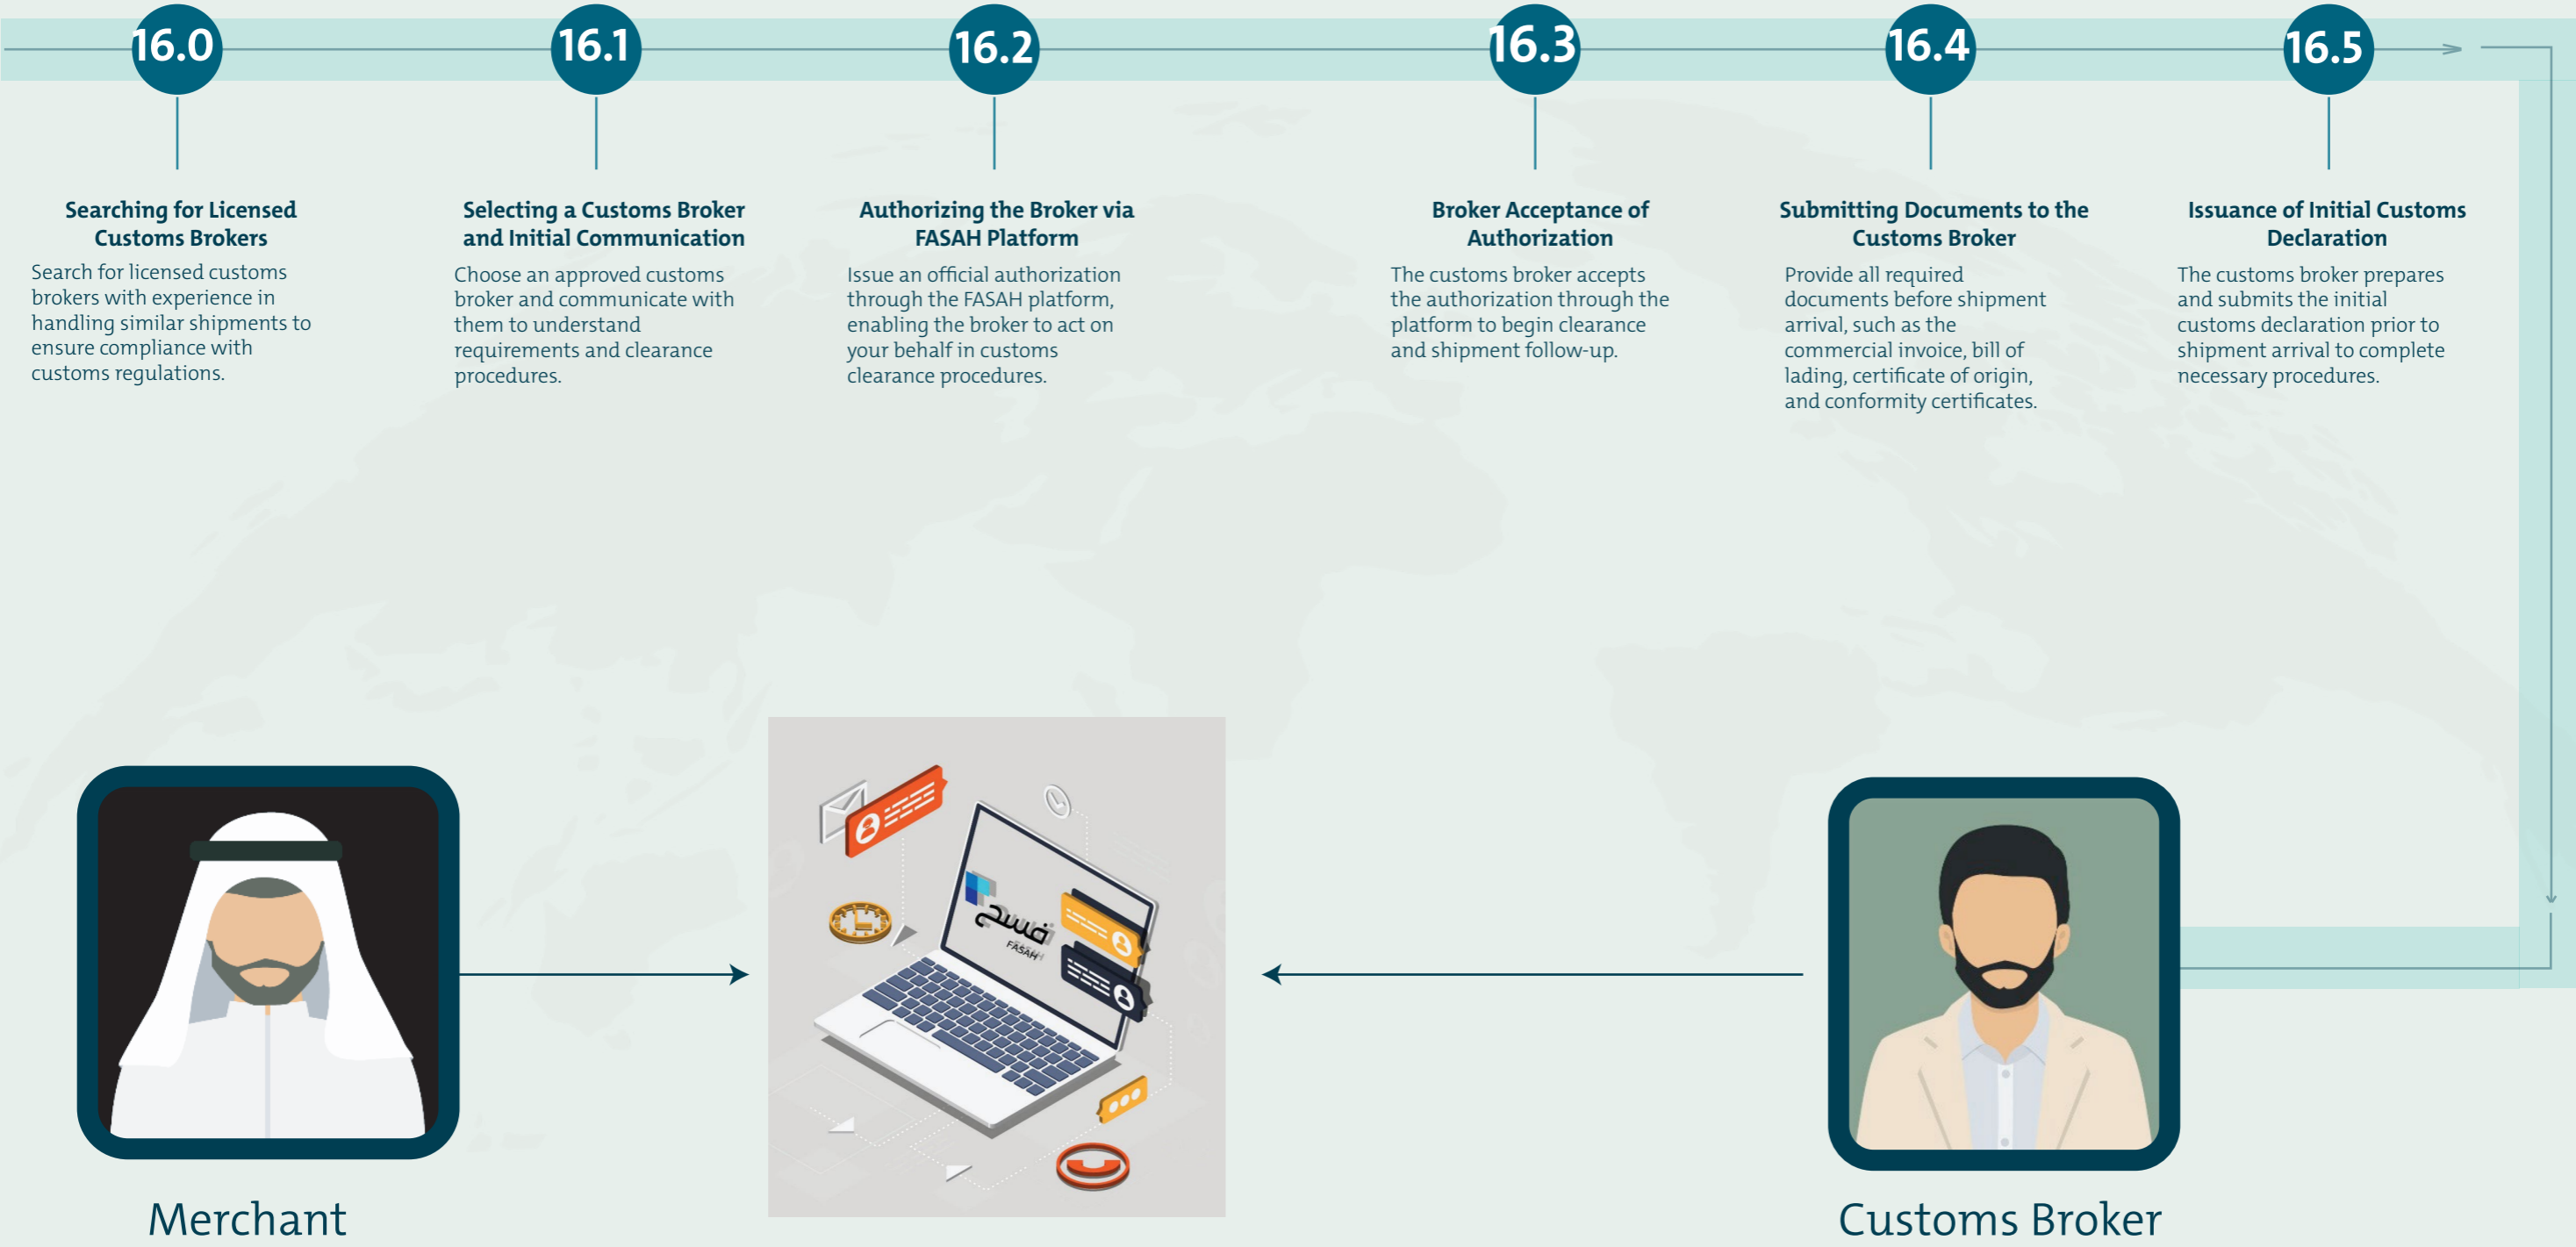 16.0
16.1
16.2
16.3
16.4
16.5
Searching for Licensed
Customs Brokers
Search for licensed customs
brokers with experience in
handling similar shipments to
ensure compliance with
customs regulations.
Selecting a Customs Broker
and Initial Communication
Choose an approved customs
broker and communicate with
them to understand
requirements and clearance
procedures.
Authorizing the Broker via
FASAH Platform
Issue an official authorization
through the FASAH platform,
enabling the broker to act on
your behalf in customs
clearance procedures.
Broker Acceptance of
Authorization
The customs broker accepts
the authorization through the
platform to begin clearance
and shipment follow-up.
Submitting Documents to the
Customs Broker
Provide all required
documents before shipment
arrival, such as the
commercial invoice, bill of
lading, certificate of origin,
and conformity certificates.
Issuance of Initial Customs
Declaration
The customs broker prepares
and submits the initial
customs declaration prior to
shipment arrival to complete
necessary procedures.
فسح
FASAH
Merchant
Customs Broker